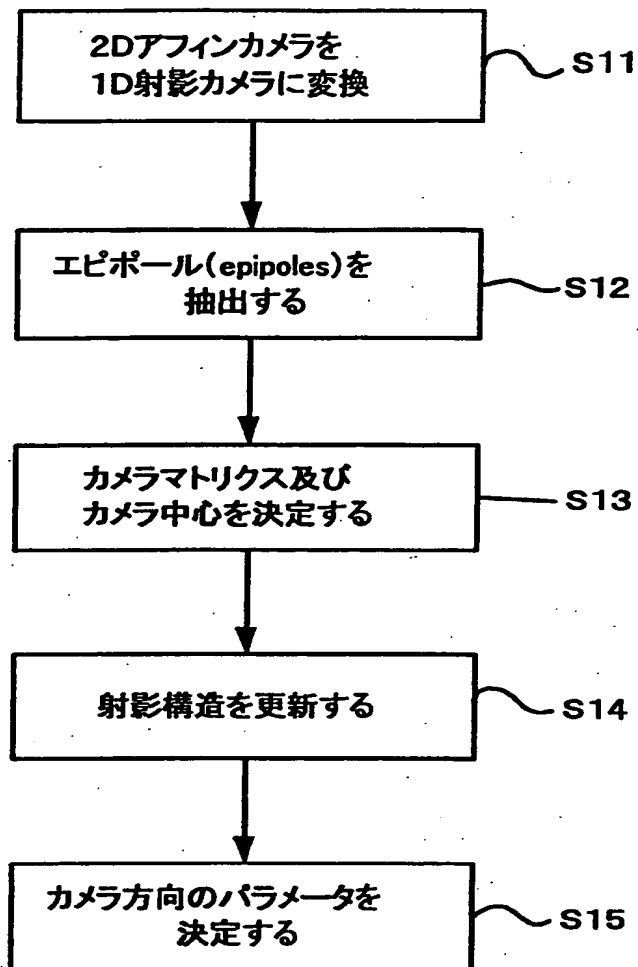 2Dアフィンカメラを
1D射影カメラに変換
S11
エピポール(epipoles)を
抽出する
S12
カメラマトリクス及び
カメラ中心を決定する
S13
射影構造を更新する
S14
カメラ方向のパラメータを
決定する
S15